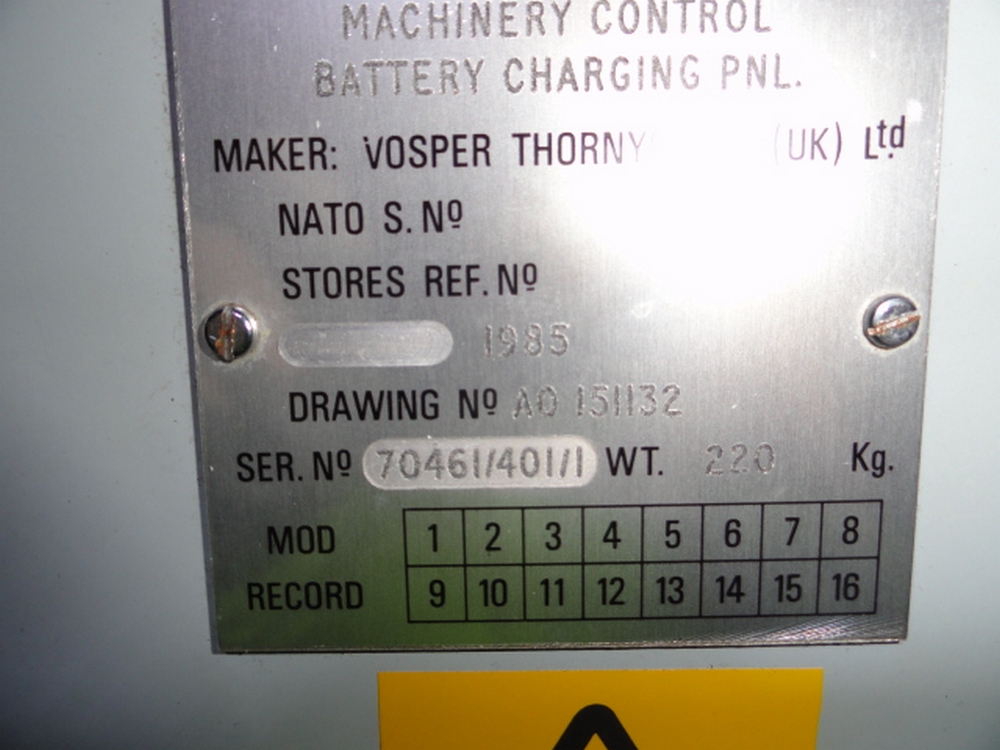 MACHINERY CONTROL
BATTERY CHARGING PNL.
MAKER: VOSPER (UK) Ltd
NATO S. Nº
STORES REF. Nº
1985
DRAWING Nº AO 151132
SER. Nº 70461/401/1 WT. 220 Kg.
MOD 1 2 3 4 5 6 7 8
RECORD 9 10 11 12 13 14 15 16